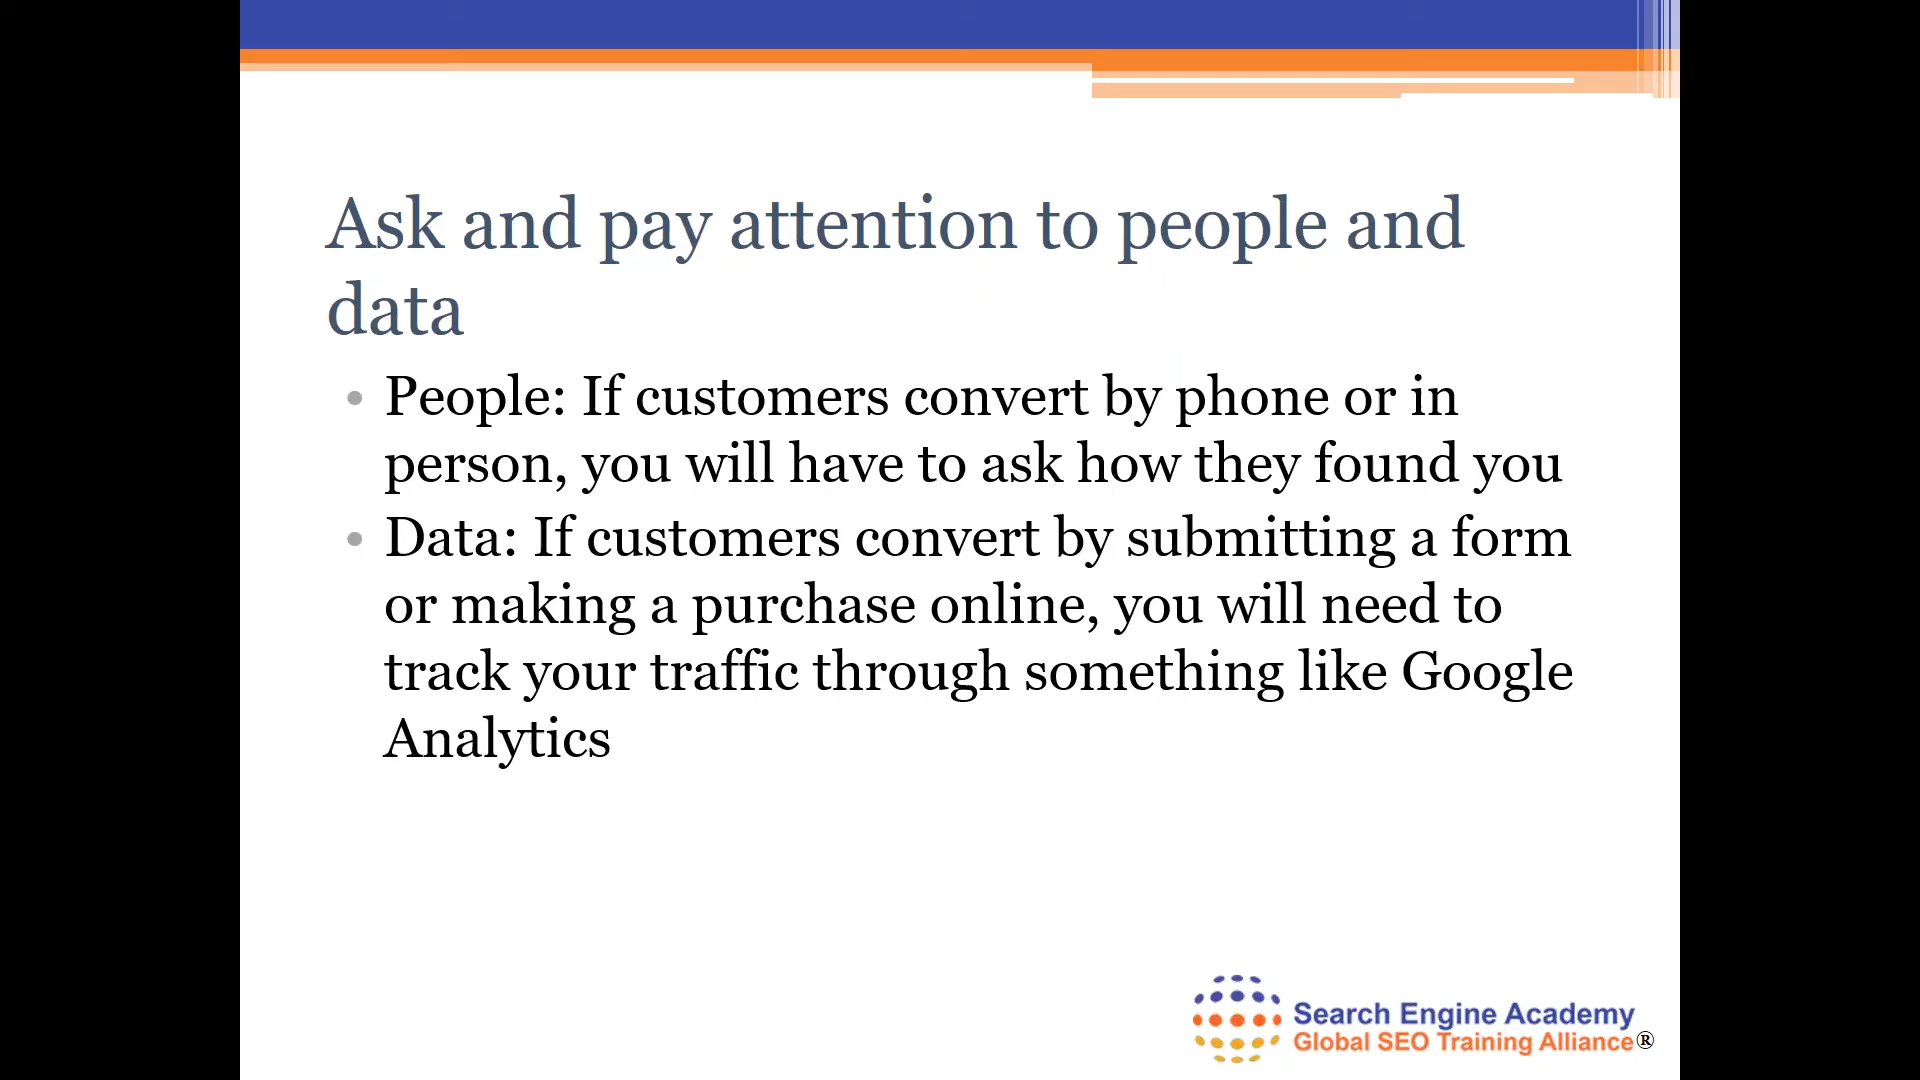 Ask and pay attention to people and
data
• People: If customers convert by phone or in
person, you will have to ask how they found you
• Data: If customers convert by submitting a form
or making a purchase online, you will need to
track your traffic through something like Google
Analytics
Search Engine Academy
Global SEO Training Alliance®